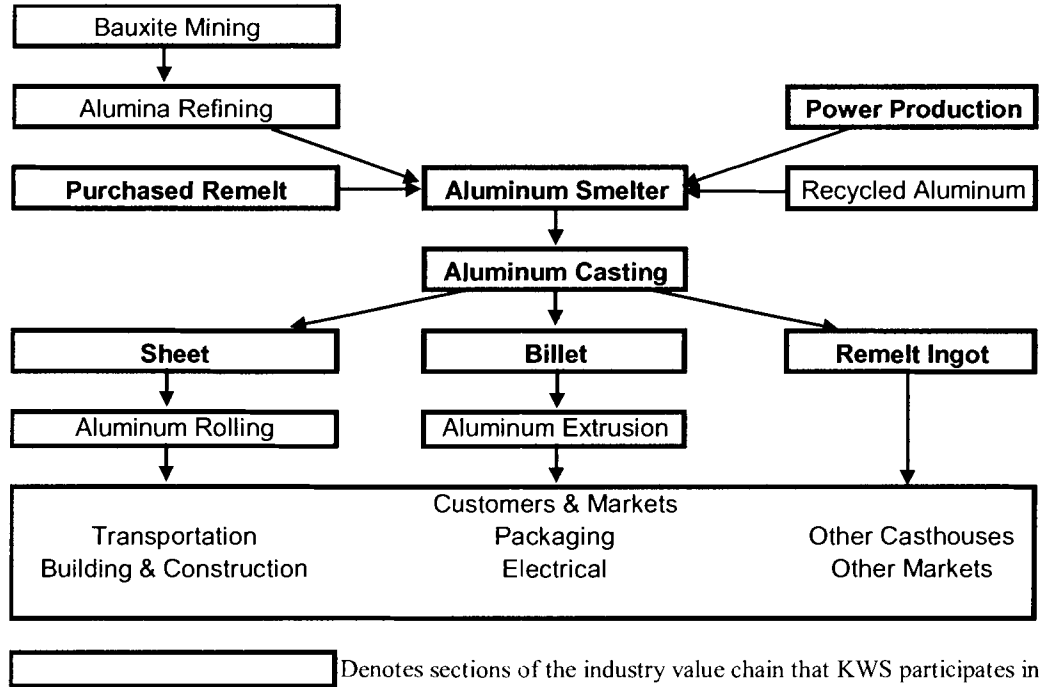 Bauxite Mining
Alumina Refining
Power Production
Purchased Remelt
Aluminum Smelter
Recycled Aluminum
Aluminum Casting
Sheet
Billet
Remelt Ingot
Aluminum Rolling
Aluminum Extrusion
Customers & Markets
Transportation
Packaging
Other Casthouses
Building & Construction
Electrical
Other Markets
Denotes sections of the industry value chain that KWS participates in